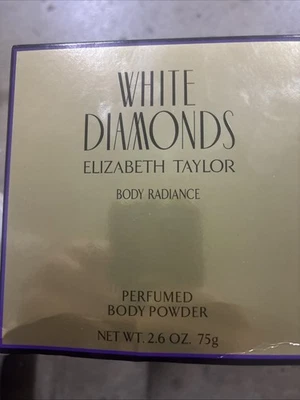 WHITE
DIAMONDS
ELIZABETH TAYLOR
BODY RADIANCE
PERFUMED
BODY POWDER
NET WT. 2.6 OZ. 75g